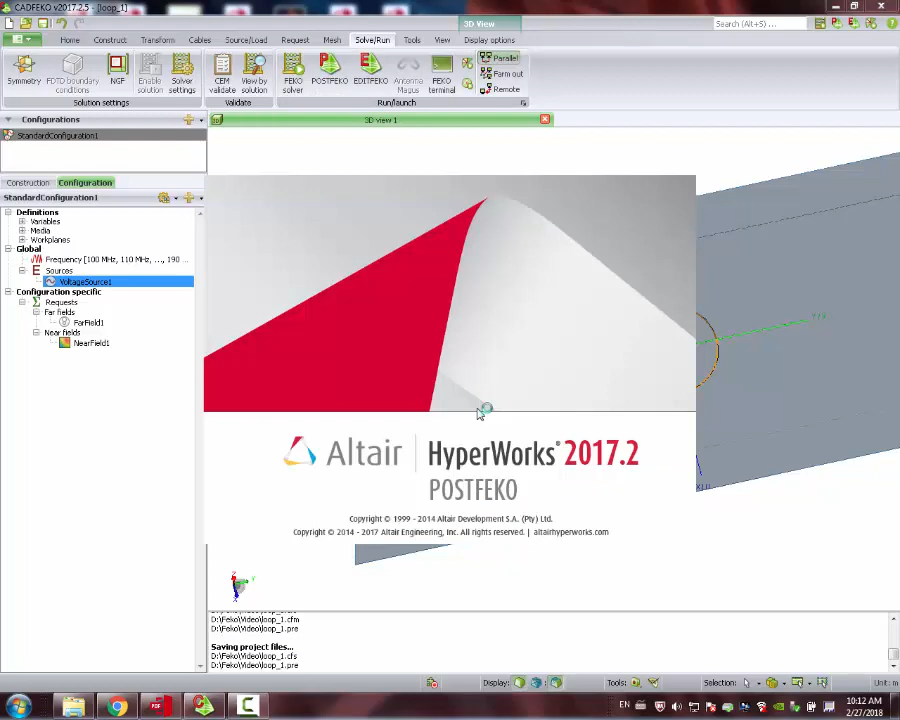 CADFEKO v2017.2.5 - [loop_1]
3D View
Search (Alt+S) . . .
Home Construct Transform Cables Source/Load Request Mesh Solve/Run Tools View Display options
Symmetry FDTD boundary conditions NGF Enable solution Solver settings CEM validate View by solution FEKO solver POSTFEKO EDITFEKO Antenna Magus FEKO terminal Parallel Farm out Remote
Solution settings Validate Run/launch
Configurations
3D view 1
StandardConfiguration1
Construction Configuration
StandardConfiguration1
Definitions
Variables
Media
Workplanes
Global
Frequency [100 MHz, 110 MHz, ..., 190 ...
Sources
VoltageSource1
Configuration specific
Requests
Far fields
FarField1
Near fields
NearField1
Altair HyperWorks® 2017.2
POSTFEKO
Copyright © 1999 - 2014 Altair Development S.A. (Pty) Ltd.
Copyright © 2014 - 2017 Altair Engineering, Inc. All rights reserved. | altairhyperworks.com
D:\Feko\Video\loop_1.cfm
D:\Feko\Video\loop_1.pre
Saving project files...
D:\Feko\Video\loop_1.cfs
D:\Feko\Video\loop_1.pre
Display: Tools: Selection: Unit: m
EN
10:12 AM
2/27/2018